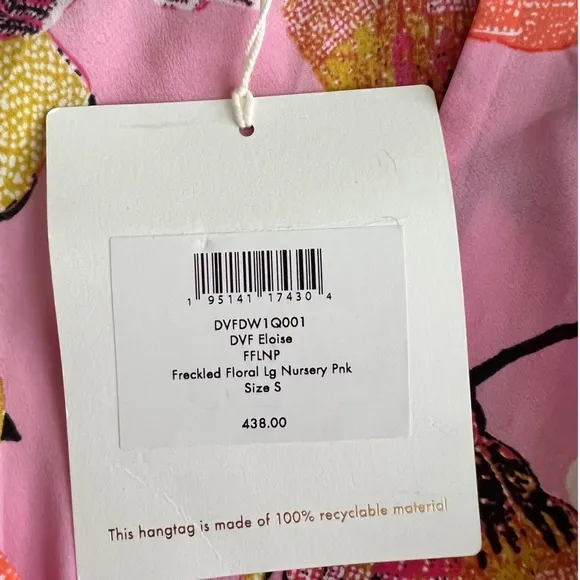 1 95141 17430 4
DVFDW1Q001
DVF Eloise
FFLNP
Freckled Floral Lg Nursery Pnk
Size S
438.00
This hangtag is made of 100% recyclable material